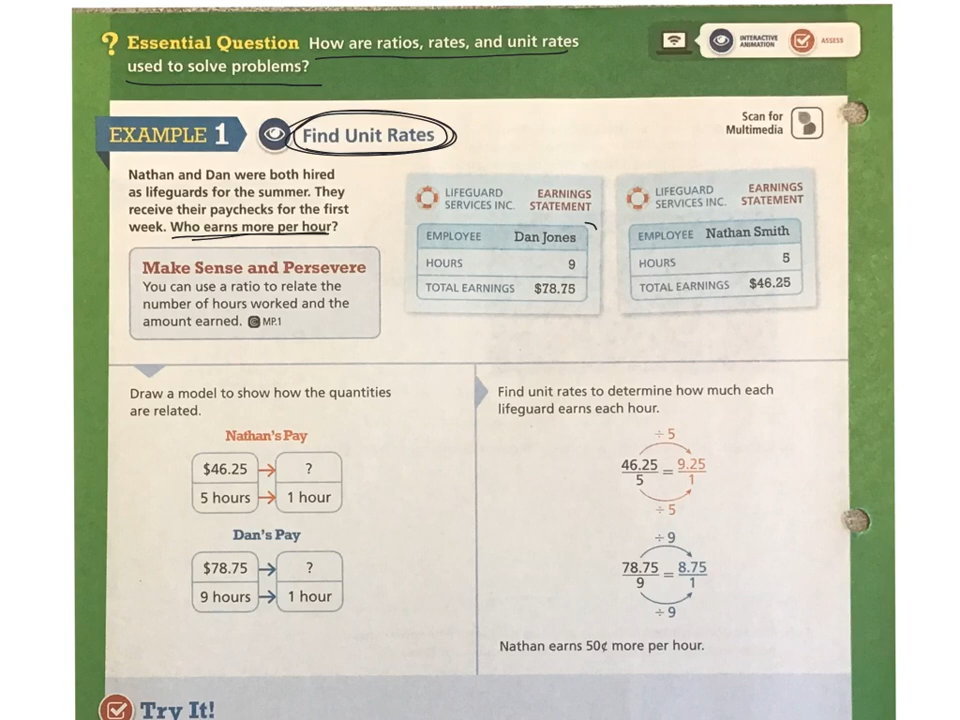 ? Essential Question How are ratios, rates, and unit rates
used to solve problems?
INTERACTIVE
ANIMATION
ASSESS
EXAMPLE 1
Find Unit Rates
Scan for
Multimedia
Nathan and Dan were both hired
as lifeguards for the summer. They
receive their paychecks for the first
week. Who earns more per hour?
Make Sense and Persevere
You can use a ratio to relate the
number of hours worked and the
amount earned. MP.1
LIFEGUARD
SERVICES INC.
EARNINGS
STATEMENT
EMPLOYEE Dan Jones
HOURS 9
TOTAL EARNINGS $78.75
LIFEGUARD
SERVICES INC.
EARNINGS
STATEMENT
EMPLOYEE Nathan Smith
HOURS 5
TOTAL EARNINGS $46.25
Draw a model to show how the quantities
are related.
Nathan's Pay
$46.25 → ?
5 hours → 1 hour
Dan's Pay
$78.75 → ?
9 hours → 1 hour
Find unit rates to determine how much each
lifeguard earns each hour.
÷ 5
46.25 = 9.25
5 1
÷ 5
÷ 9
78.75 = 8.75
9 1
÷ 9
Nathan earns 50¢ more per hour.
Try It!